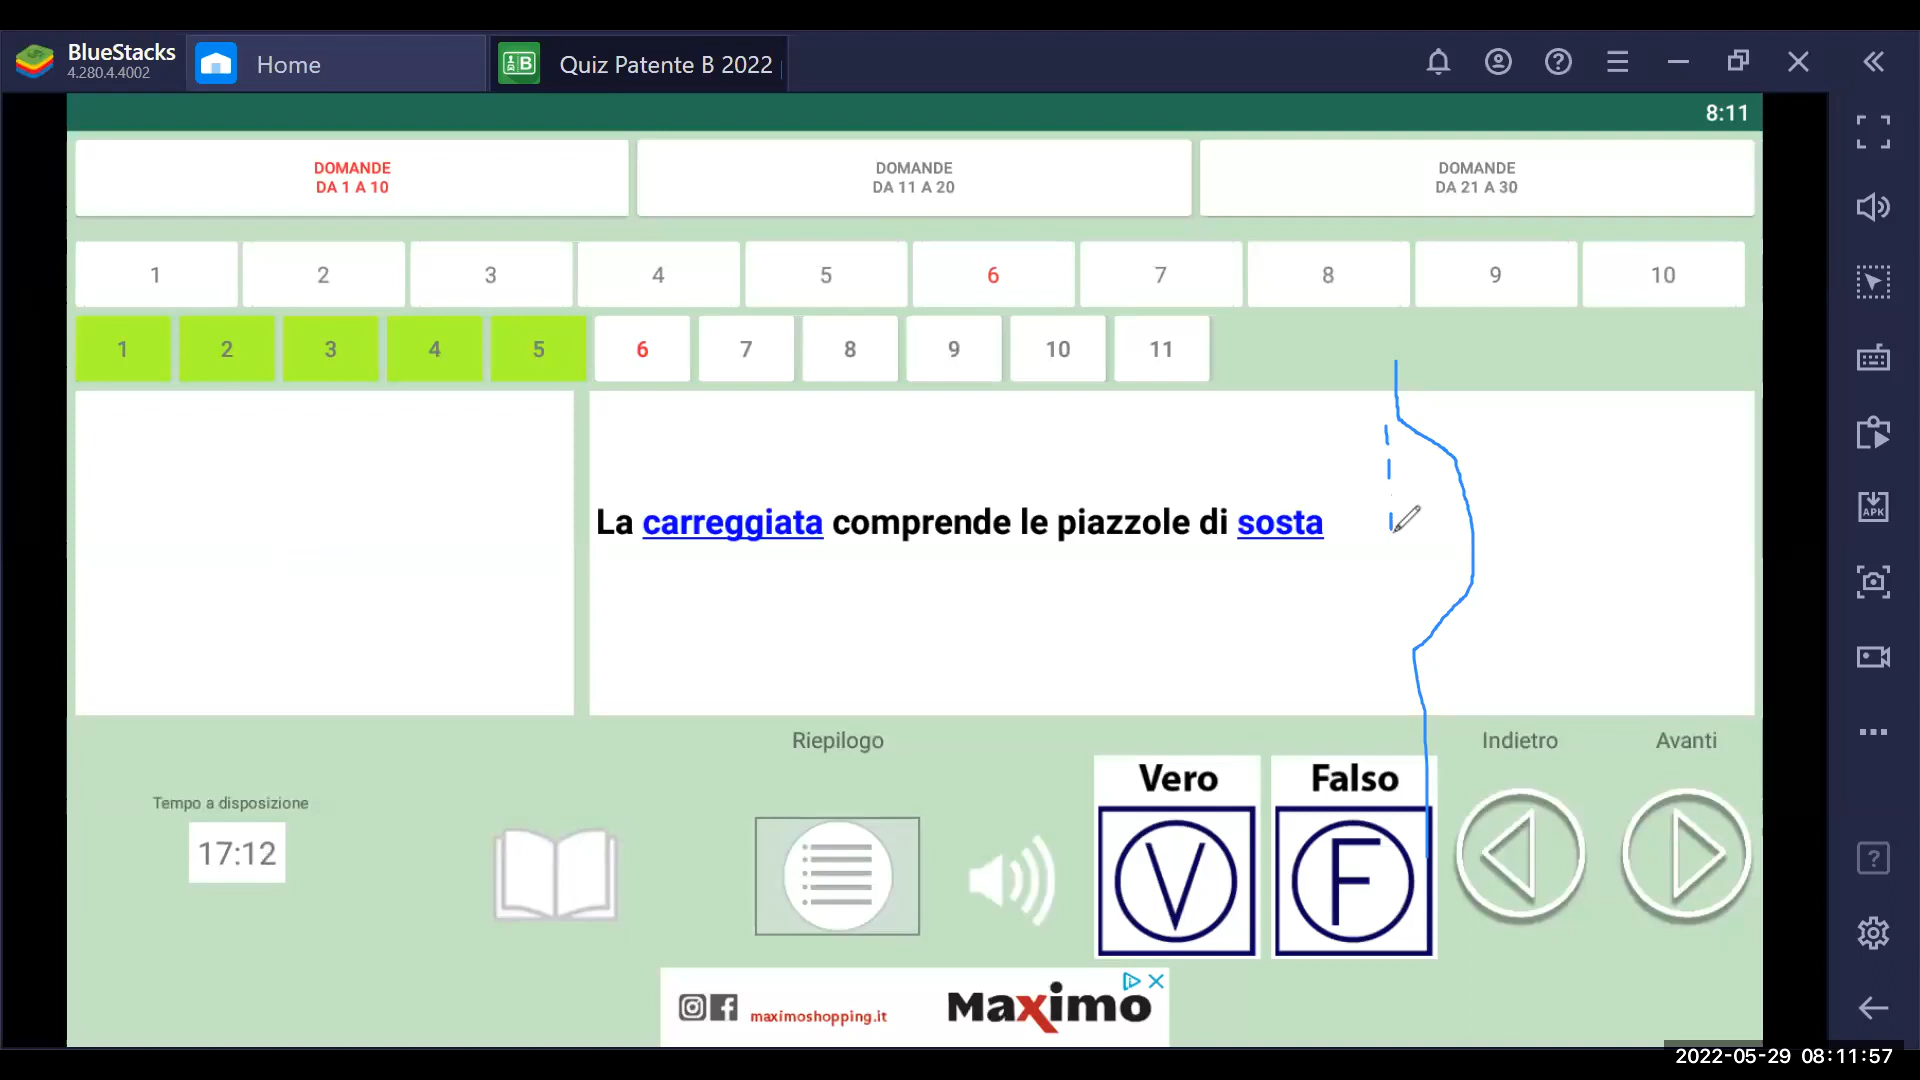 BlueStacks
4.280.4.4002
Home
Quiz Patente B 2022
8:11
DOMANDE
DA 1 A 10
DOMANDE
DA 11 A 20
DOMANDE
DA 21 A 30
1 2 3 4 5 6 7 8 9 10
1 2 3 4 5 6 7 8 9 10 11
La carreggiata comprende le piazzole di sosta
Riepilogo
Indietro
Avanti
Vero
Falso
Tempo a disposizione
17:12
V
F
APK
maximoshopping.it
Maximo
2022-05-29 08:11:57